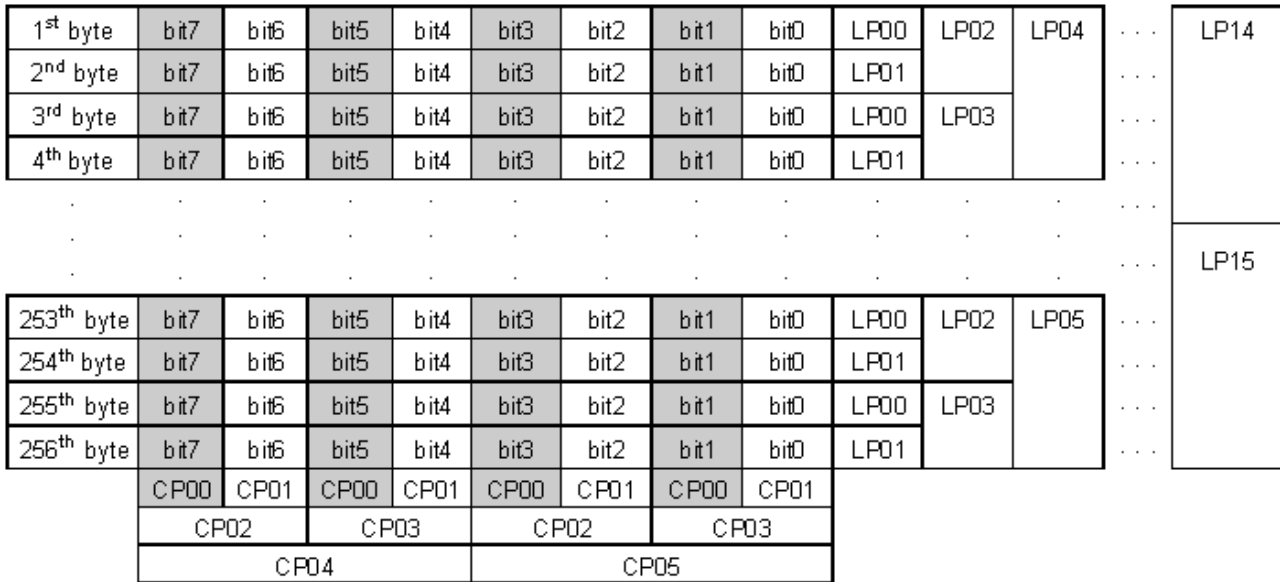 1st byte bit7 bit6 bit5 bit4 bit3 bit2 bit1 bit0 LP00 LP02 LP04 . . . LP14
2nd byte bit7 bit6 bit5 bit4 bit3 bit2 bit1 bit0 LP01 . . .
3rd byte bit7 bit6 bit5 bit4 bit3 bit2 bit1 bit0 LP00 LP03 . . .
4th byte bit7 bit6 bit5 bit4 bit3 bit2 bit1 bit0 LP01 . . .
. . . . . . . . . . . . . . .
. . . . . . . . . . . .
. . . . . . . . . . . . . . . LP15
253th byte bit7 bit6 bit5 bit4 bit3 bit2 bit1 bit0 LP00 LP02 LP05 . . .
254th byte bit7 bit6 bit5 bit4 bit3 bit2 bit1 bit0 LP01 . . .
255th byte bit7 bit6 bit5 bit4 bit3 bit2 bit1 bit0 LP00 LP03 . . .
256th byte bit7 bit6 bit5 bit4 bit3 bit2 bit1 bit0 LP01 . . .
CP00 CP01 CP00 CP01 CP00 CP01 CP00 CP01
CP02 CP03 CP02 CP03
CP04 CP05